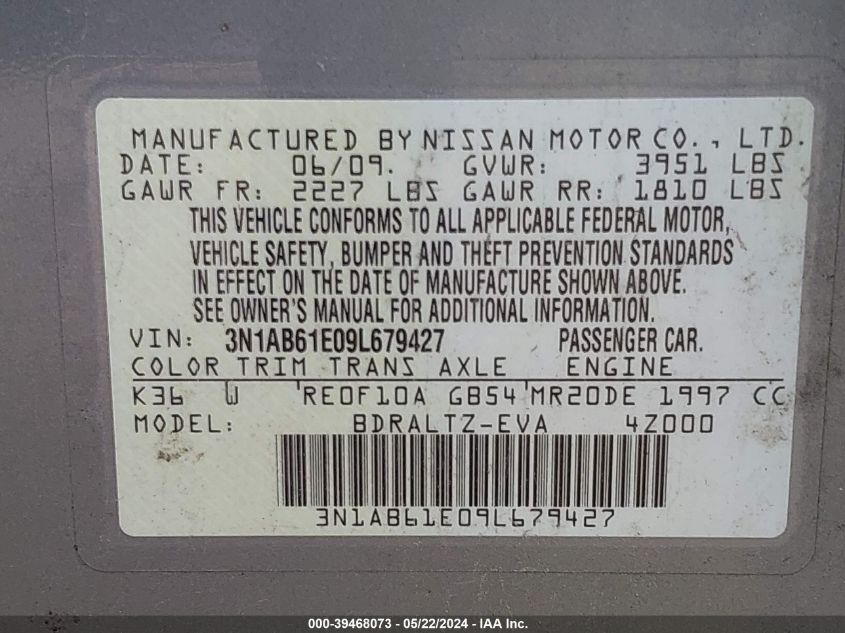 MANUFACTURED BY NISSAN MOTOR CO., LTD.
DATE: 06/09. GVWR: 3951 LBS
GAWR FR: 2227 LBS GAWR RR: 1810 LBS
THIS VEHICLE CONFORMS TO ALL APPLICABLE FEDERAL MOTOR,
VEHICLE SAFETY, BUMPER AND THEFT PREVENTION STANDARDS
IN EFFECT ON THE DATE OF MANUFACTURE SHOWN ABOVE.
SEE OWNER'S MANUAL FOR ADDITIONAL INFORMATION.
VIN: 3N1AB61E09L679427 PASSENGER CAR.
COLOR TRIM TRANS AXLE ENGINE
K36 W RE0F10A GB54 MR20DE 1997 CC
MODEL: BDRALTZ-EVA 4Z000
3N1AB61E09L679427
000-39468073 - 05/22/2024 - IAA Inc.